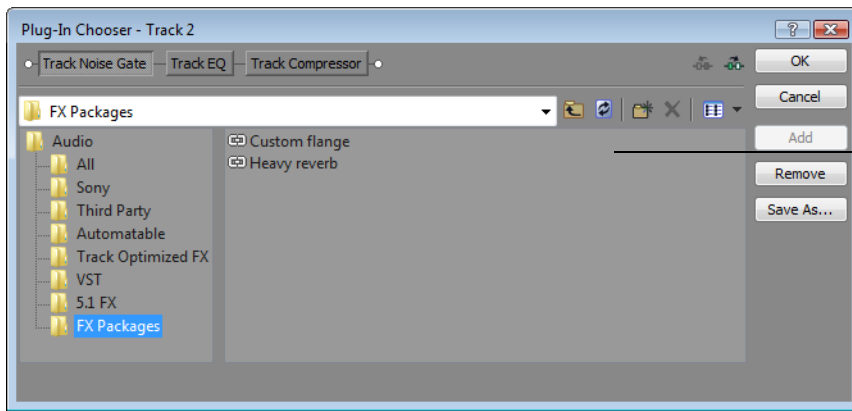 Plug-In Chooser - Track 2
Track Noise Gate
Track EQ
Track Compressor
OK
FX Packages
Cancel
Audio
Custom flange
Add
All
Heavy reverb
Sony
Remove
Third Party
Save As...
Automatable
Track Optimized FX
VST
5.1 FX
FX Packages